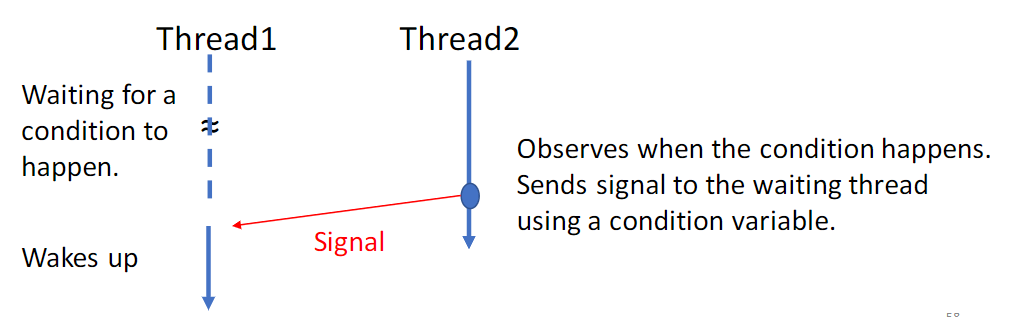 Thread1
Thread2
Waiting for a
condition to
happen.
Observes when the condition happens.
Sends signal to the waiting thread
using a condition variable.
Signal
Wakes up